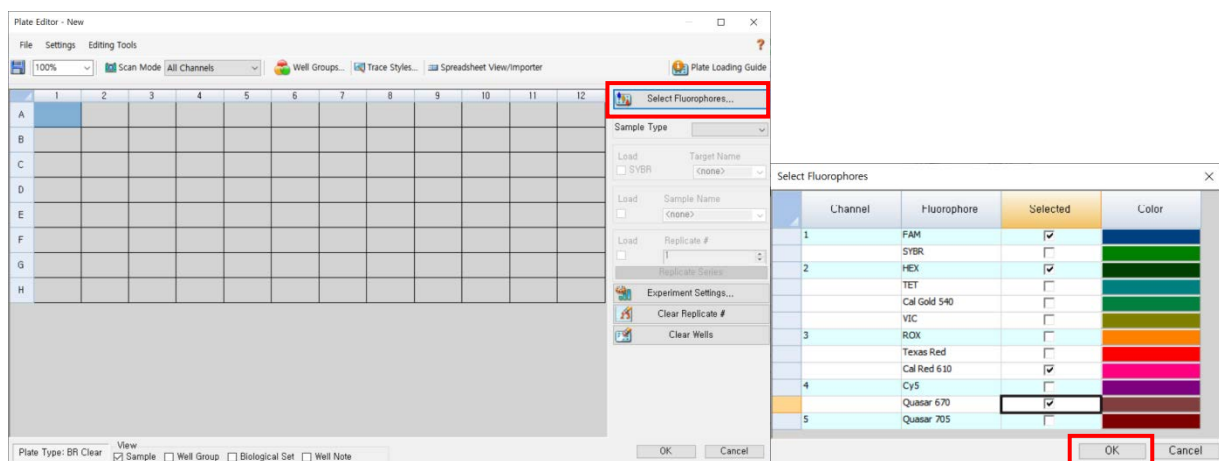 Plate Editor - New
File Settings Editing Tools ?
100% Scan Mode All Channels Well Groups... Trace Styles... Spreadsheet View/Importer Plate Loading Guide
1 2 3 4 5 6 7 8 9 10 11 12
A
B
C
D
E
F
G
H
Select Fluorophores...
Sample Type
Load Target Name
SYBR <none>
Load Sample Name
<none>
Load Replicate #
1
Replicate Series
Experiment Settings...
Clear Replicate #
Clear Wells
Plate Type: BR Clear
View
Sample Well Group Biological Set Well Note
OK Cancel
Select Fluorophores
Channel Fluorophore Selected Color
1 FAM
SYBR
2 HEX
TET
Cal Gold 540
VIC
3 ROX
Texas Red
Cal Red 610
4 Cy5
Quasar 670
5 Quasar 705
OK Cancel